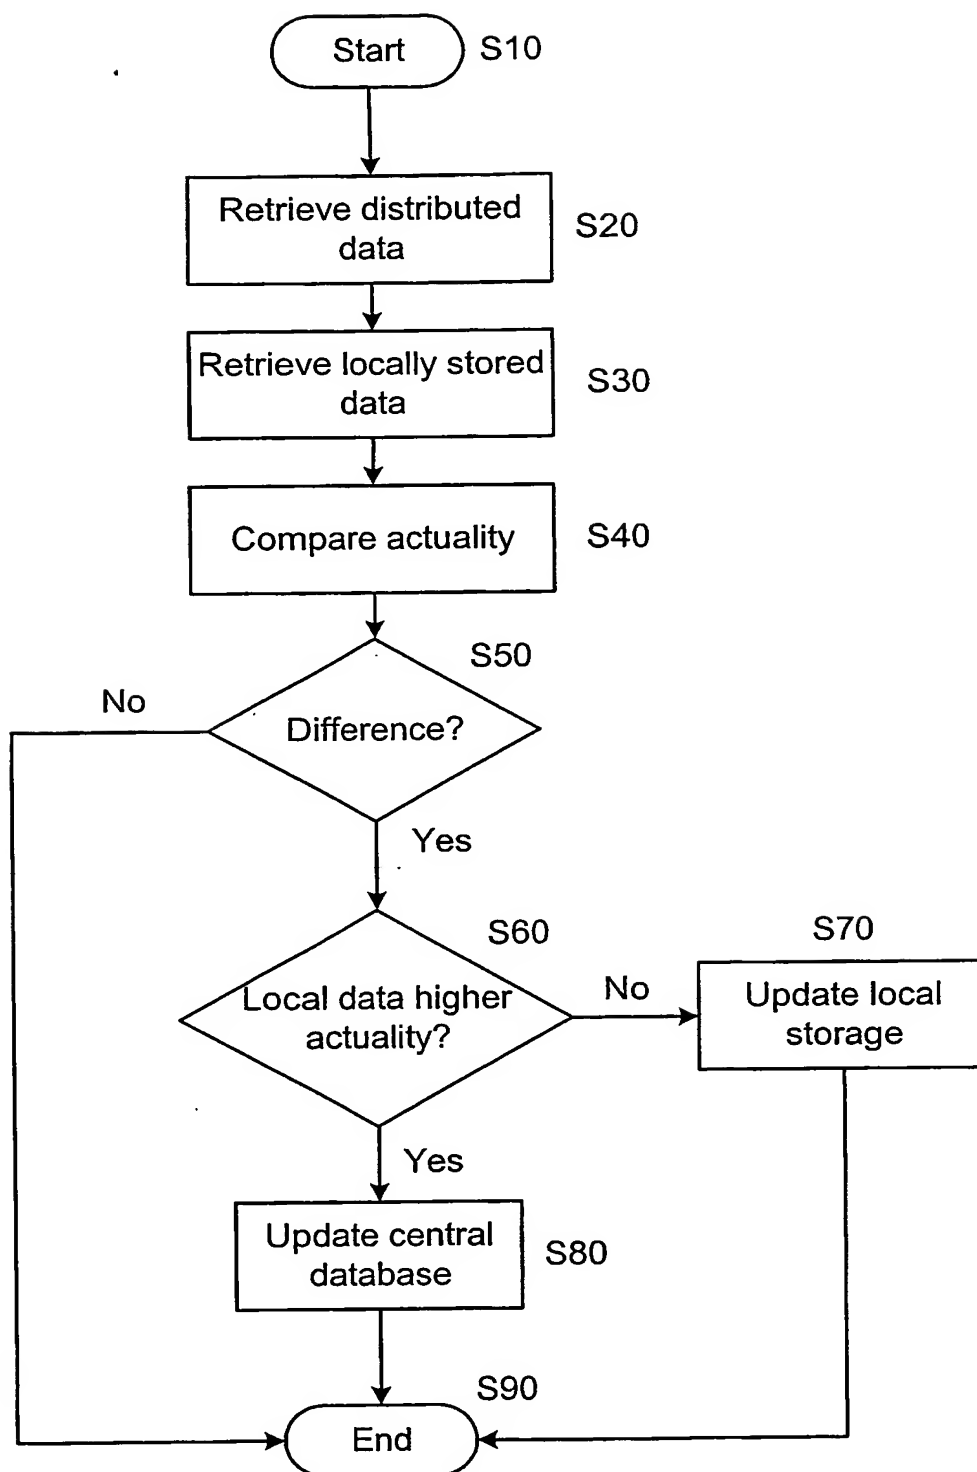 Start
S10
Retrieve distributed
data
S20
Retrieve locally stored
data
S30
Compare actuality
S40
S50
No
Difference?
Yes
S60
S70
Local data higher
actuality?
No
Update local
storage
Yes
Update central
database
S80
S90
End